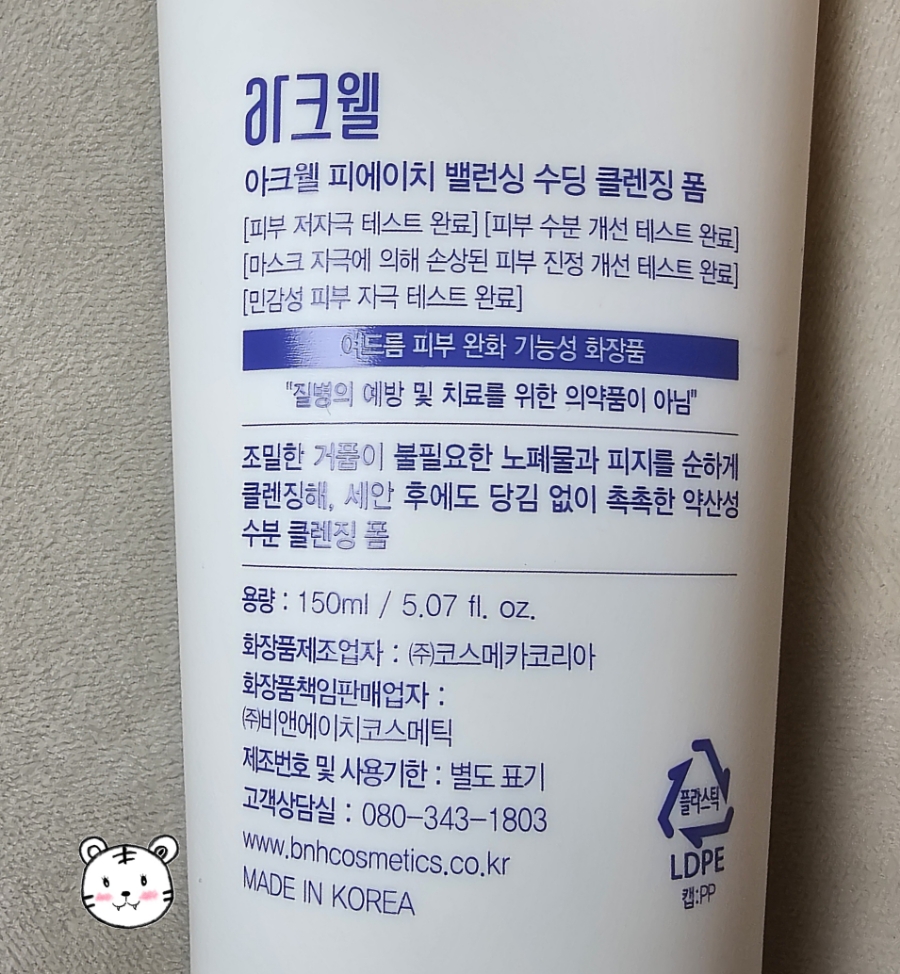 아크웰
아크웰 피에이치 밸런싱 수딩 클렌징 폼
[피부 저자극 테스트 완료] [피부 수분 개선 테스트 완료]
[마스크 자극에 의해 손상된 피부 진정 개선 테스트 완료]
[민감성 피부 자극 테스트 완료]
여드름 피부 완화 기능성 화장품
"질병의 예방 및 치료를 위한 의약품이 아님"
조밀한 거품이 불필요한 노폐물과 피지를 순하게
클렌징해, 세안 후에도 당김 없이 촉촉한 약산성
수분 클렌징 폼
용량 : 150ml / 5.07 fl. oz.
화장품제조업자 : ㈜코스메카코리아
화장품책임판매업자 :
㈜비앤에이치코스메틱
제조번호 및 사용기한 : 별도 표기
고객상담실 : 080-343-1803
www.bnhcosmetics.co.kr
MADE IN KOREA
플라스틱
LDPE
캡:PP